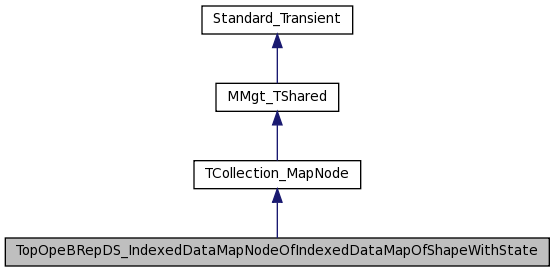 Standard_Transient
MMgt_TShared
TCollection_MapNode
TopOpeBRepDS_IndexedDataMapNodeOfIndexedDataMapOfShapeWithState